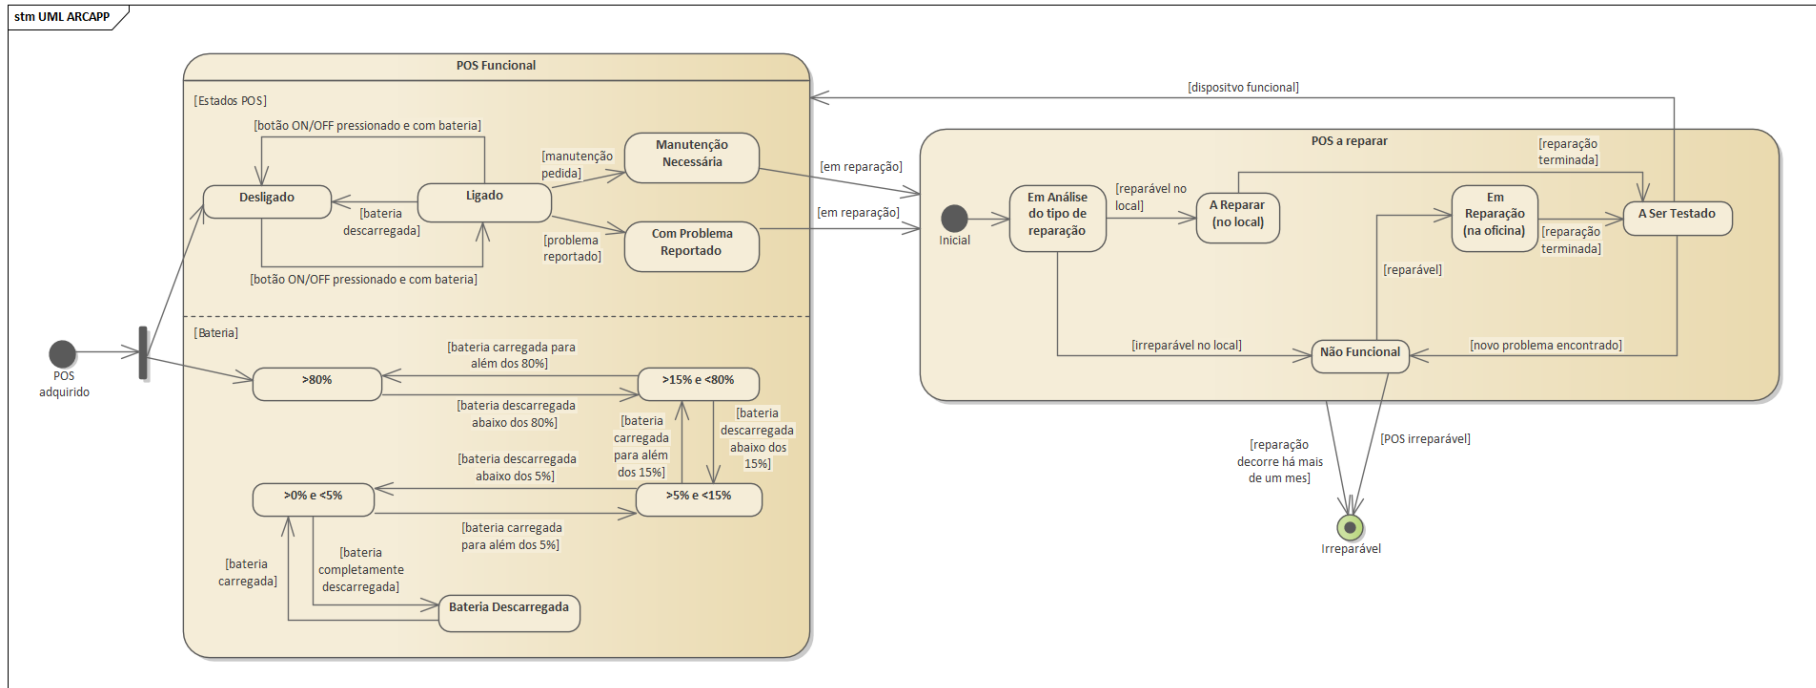 stm UML ARCAPP
POS Funcional
[Estados POS]
[botão ON/OFF pressionado e com bateria]
Desligado
Ligado
[bateria
descarregada]
[botão ON/OFF pressionado e com bateria]
[manutenção
pedida]
Manutenção
Necessária
[problema
reportado]
Com Problema
Reportado
[em reparação]
[em reparação]
[dispositvo funcional]
POS a reparar
Inicial
Em Análise
do tipo de
reparação
[reparável no
local]
A Reparar
(no local)
[reparação
terminada]
Em
Reparação
(na oficina)
[reparação
terminada]
A Ser Testado
[reparável]
[irreparável no local]
Não Funcional
[novo problema encontrado]
[reparação
decorre há mais
de um mes]
[POS irreparável]
Irreparável
POS
adquirido
[Bateria]
[bateria carregada para
além dos 80%]
>80%
>15% e <80%
[bateria descarregada
abaixo dos 80%]
[bateria
carregada
para além
dos 15%]
[bateria
descarregada
abaixo dos
15%]
[bateria descarregada
abaixo dos 5%]
>0% e <5%
>5% e <15%
[bateria carregada
para além dos 5%]
[bateria
carregada]
[bateria
completamente
descarregada]
Bateria Descarregada